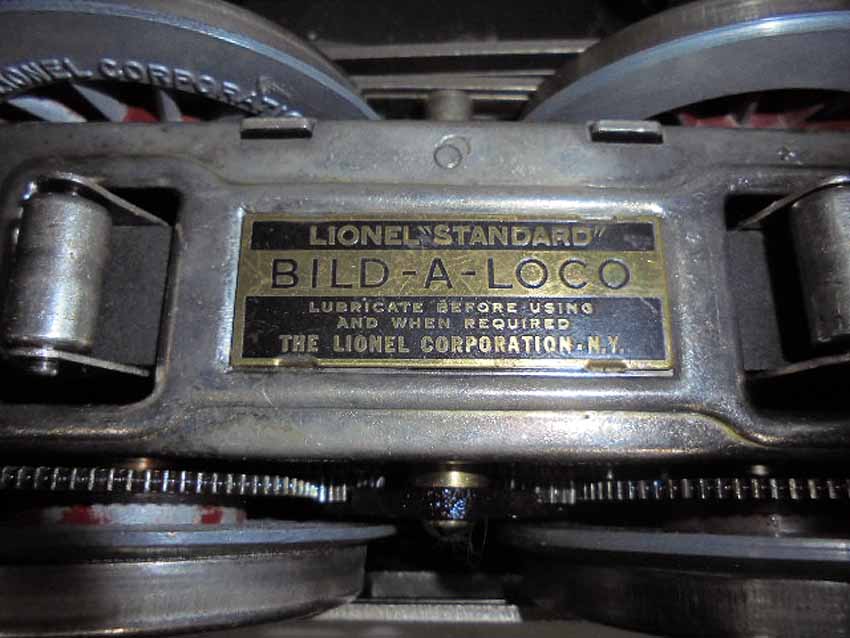 LIONEL CORPORATION
LIONEL "STANDARD"
BILD-A-LOCO
LUBRICATE BEFORE USING
AND WHEN REQUIRED
THE LIONEL CORPORATION·N.Y.